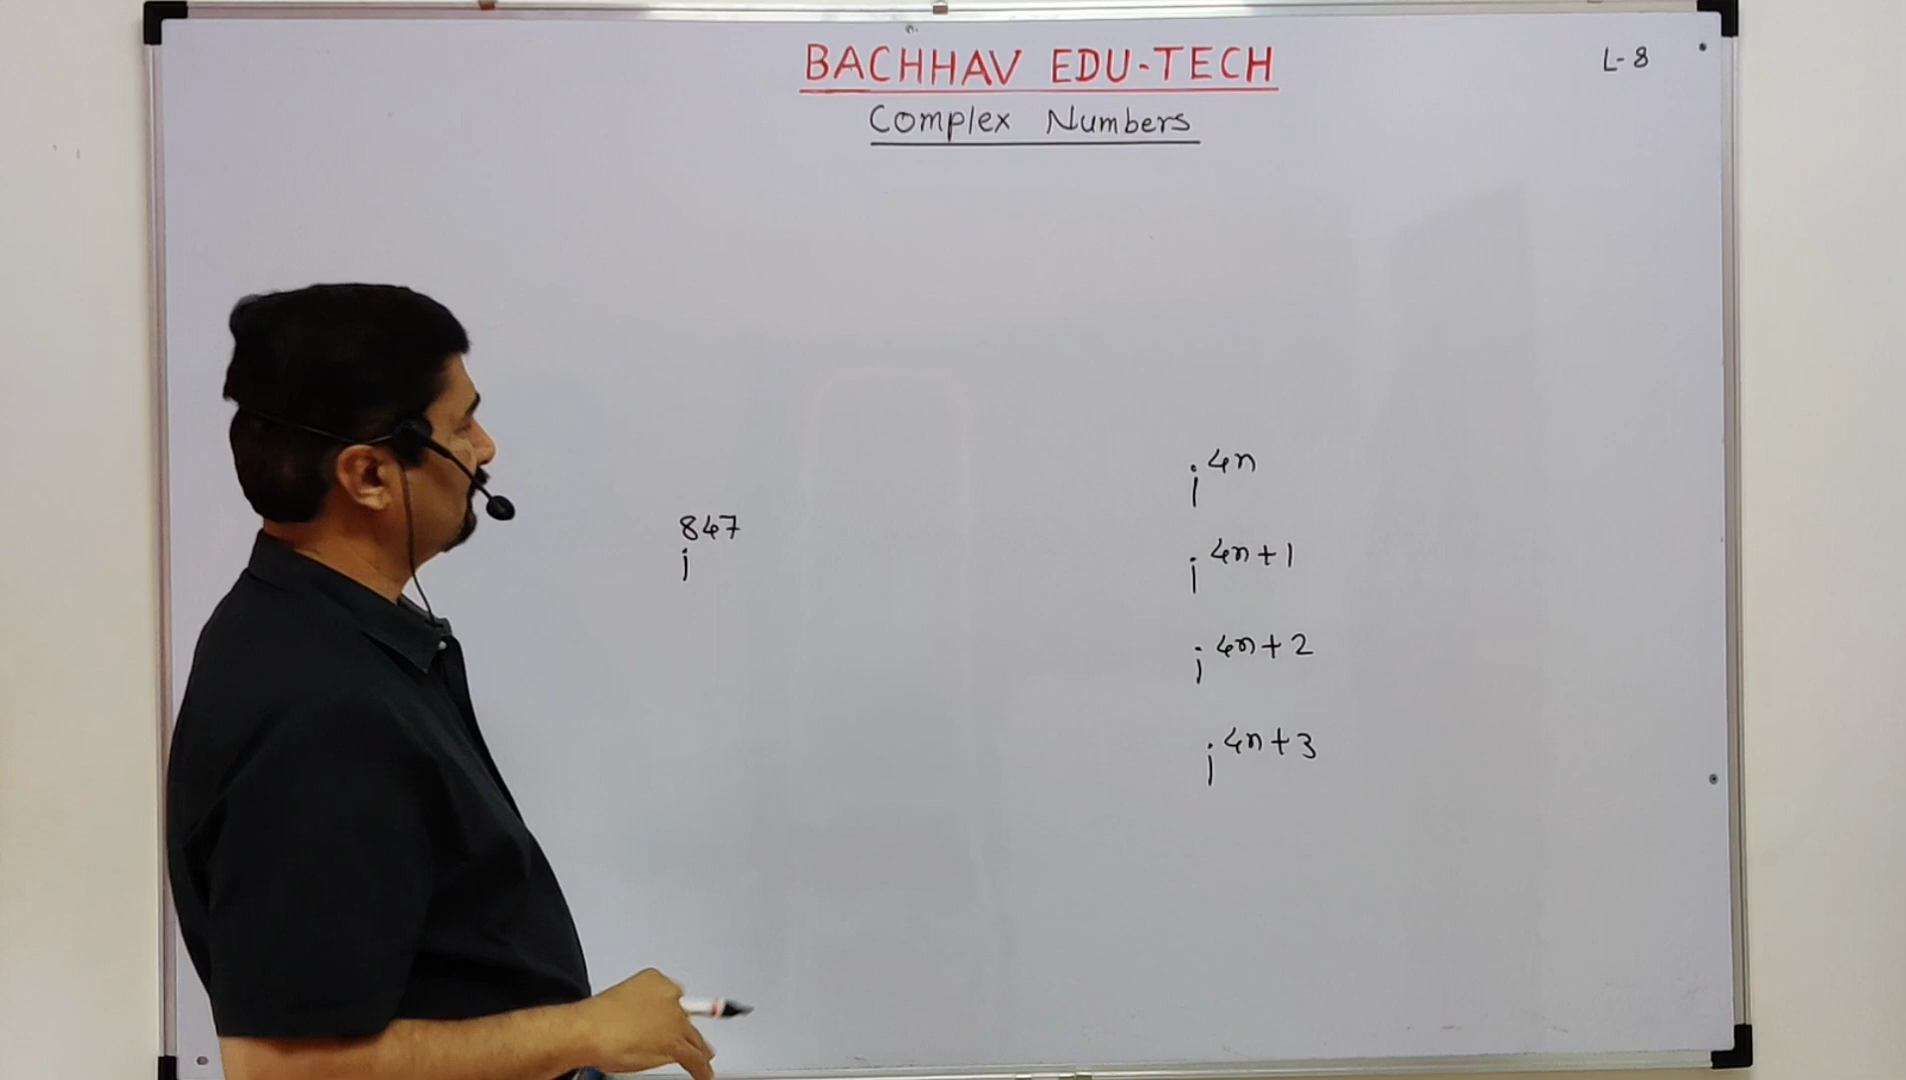 BACHHAV EDU-TECH
L-8
Complex Numbers
i^847
i^4n
i^4n+1
i^4n+2
i^4n+3